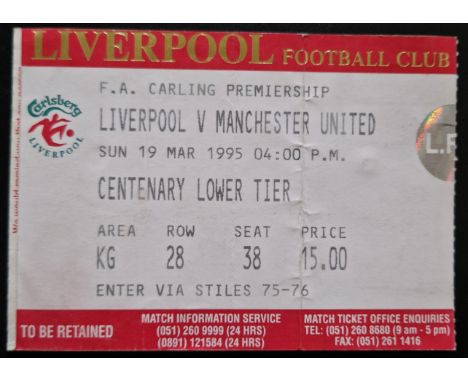 LIVERPOOL FOOTBALL CLUB
F.A. CARLING PREMIERSHIP
Carlsberg
LIVERPOOL
LIVERPOOL V MANCHESTER UNITED
SUN 19 MAR 1995 04:00 P.M.
L.F
CENTENARY LOWER TIER
AREA ROW SEAT PRICE
KG 28 38 15.00
ENTER VIA STILES 75-76
TO BE RETAINED
MATCH INFORMATION SERVICE
(051) 260 9999 (24 HRS)
(0891) 121584 (24 HRS)
MATCH TICKET OFFICE ENQUIRIES
TEL: (051) 260 8680 (9 am - 5 pm)
FAX: (051) 261 1416